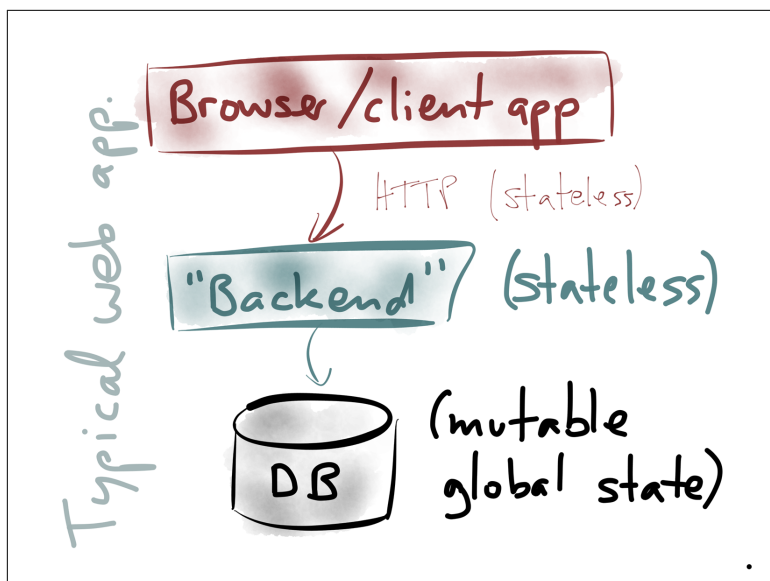 Typical web app.
Browser/client app
HTTP (stateless)
"Backend"
(stateless)
DB
(mutable
global state)